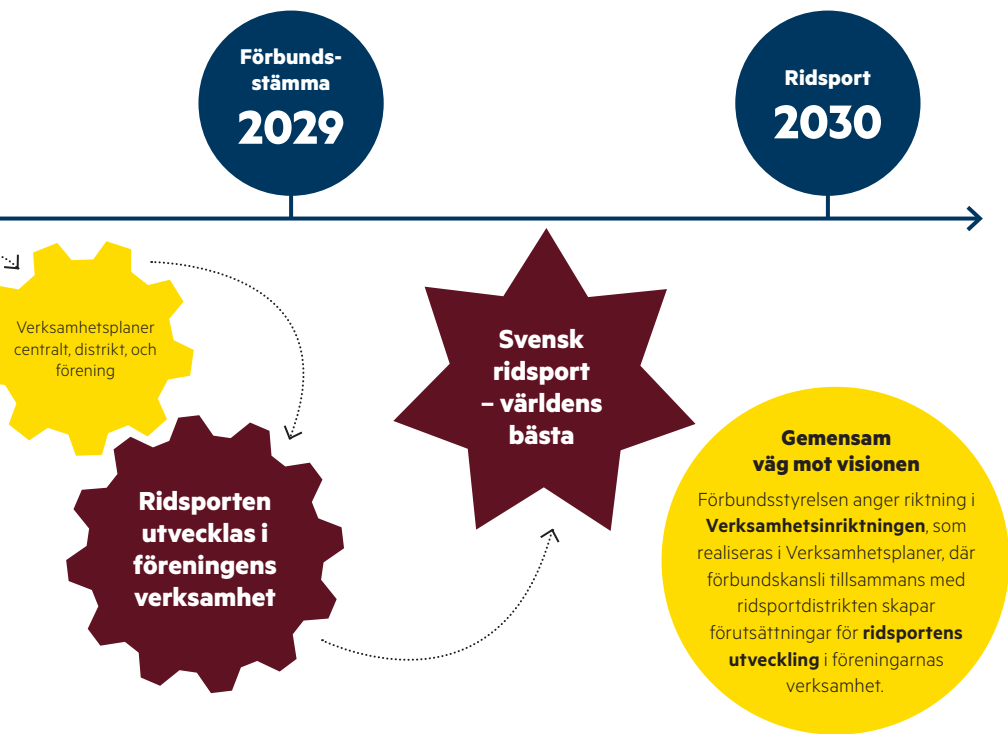 Förbunds-
stämma
2029
Ridsport
2030
Verksamhetsplaner
centralt, distrikt, och
förening
Ridsporten
utvecklas i
föreningens
verksamhet
Svensk
ridsport
– världens
bästa
Gemensam
väg mot visionen
Förbundsstyrelsen anger riktning i
Verksamhetsinriktningen, som
realiseras i Verksamhetsplaner, där
förbundskansli tillsammans med
ridsportdistrikten skapar
förutsättningar för ridsportens
utveckling i föreningarnas
verksamhet.